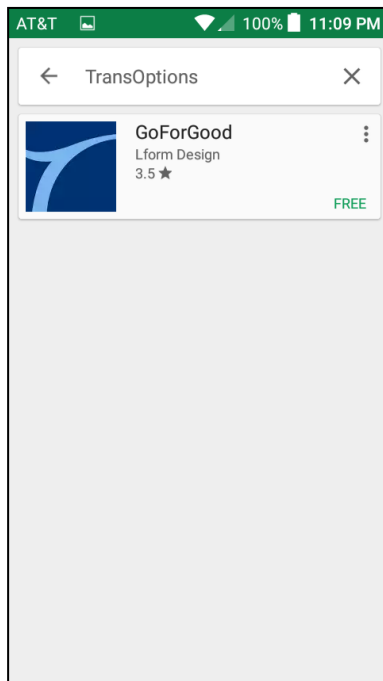 AT&T 100% 11:09 PM
TransOptions
GoForGood
Lform Design
3.5
FREE